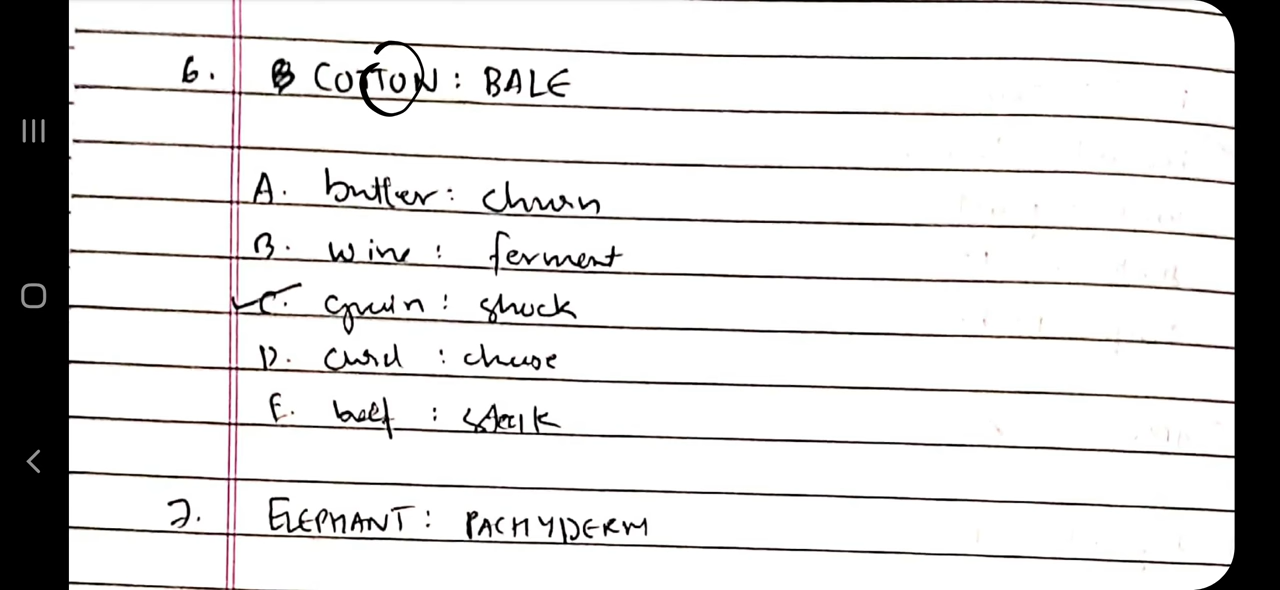 6. COTTON : BALE
A. butter : churn
B. wine : ferment
C. grain : shock
D. curd : cheese
E. beef : steak
7. ELEPHANT : PACHYDERM